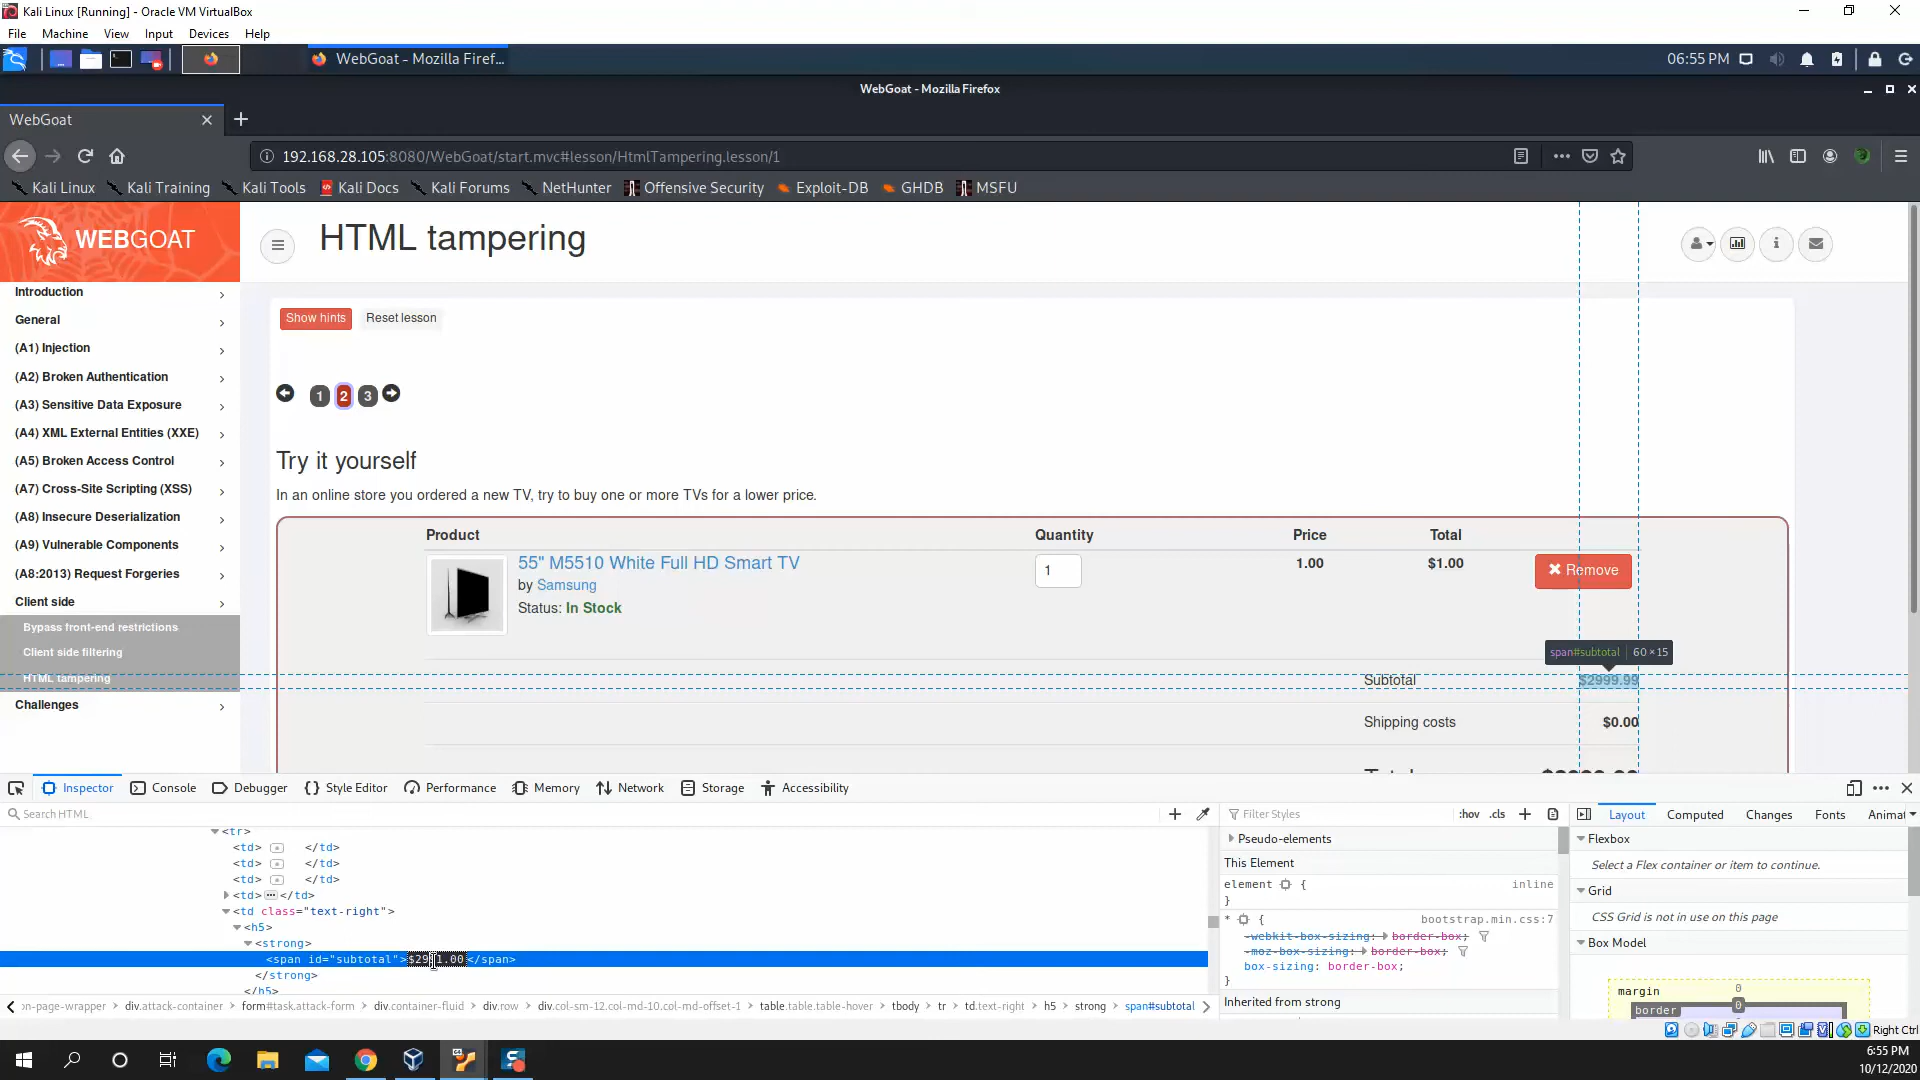 Kali Linux [Running] - Oracle VM VirtualBox
File Machine View Input Devices Help
WebGoat - Mozilla Firef... 06:55 PM
WebGoat - Mozilla Firefox
WebGoat
192.168.28.105:8080/WebGoat/start.mvc#lesson/HtmlTampering.lesson/1
Kali Linux Kali Training Kali Tools Kali Docs Kali Forums NetHunter Offensive Security Exploit-DB GHDB MSFU
WEBGOAT
HTML tampering
Introduction
General
(A1) Injection
(A2) Broken Authentication
(A3) Sensitive Data Exposure
(A4) XML External Entities (XXE)
(A5) Broken Access Control
(A7) Cross-Site Scripting (XSS)
(A8) Insecure Deserialization
(A9) Vulnerable Components
(A8:2013) Request Forgeries
Client side
Bypass front-end restrictions
Client side filtering
HTML tampering
Challenges
Show hints Reset lesson
1 2 3
Try it yourself
In an online store you ordered a new TV, try to buy one or more TVs for a lower price.
Product Quantity Price Total
55" M5510 White Full HD Smart TV 1 1.00 $1.00 Remove
by Samsung
Status: In Stock
span#subtotal 60 × 15
Subtotal $2999.99
Shipping costs $0.00
Inspector Console Debugger Style Editor Performance Memory Network Storage Accessibility
Search HTML
<tr>
<td> </td>
<td> </td>
<td> </td>
<td> </td>
<td class="text-right">
<h5>
<strong>
<span id="subtotal"> </span>
</strong>
</h5>
on-page-wrapper div.attack-container form#task.attack-form div.container-fluid div.row div.col-sm-12.col-md-10.col-md-offset-1 table.table.table-hover tbody tr td.text-right h5 strong span#subtotal
Filter Styles :hov .cls
Pseudo-elements
This Element
element { inline
}
* { bootstrap.min.css:7
-webkit-box-sizing: border-box;
-moz-box-sizing: border-box;
box-sizing: border-box;
}
Inherited from strong
Layout Computed Changes Fonts Animat
Flexbox
Select a Flex container or item to continue.
Grid
CSS Grid is not in use on this page
Box Model
margin 0
border 0
Right Ctrl
6:55 PM
10/12/2020